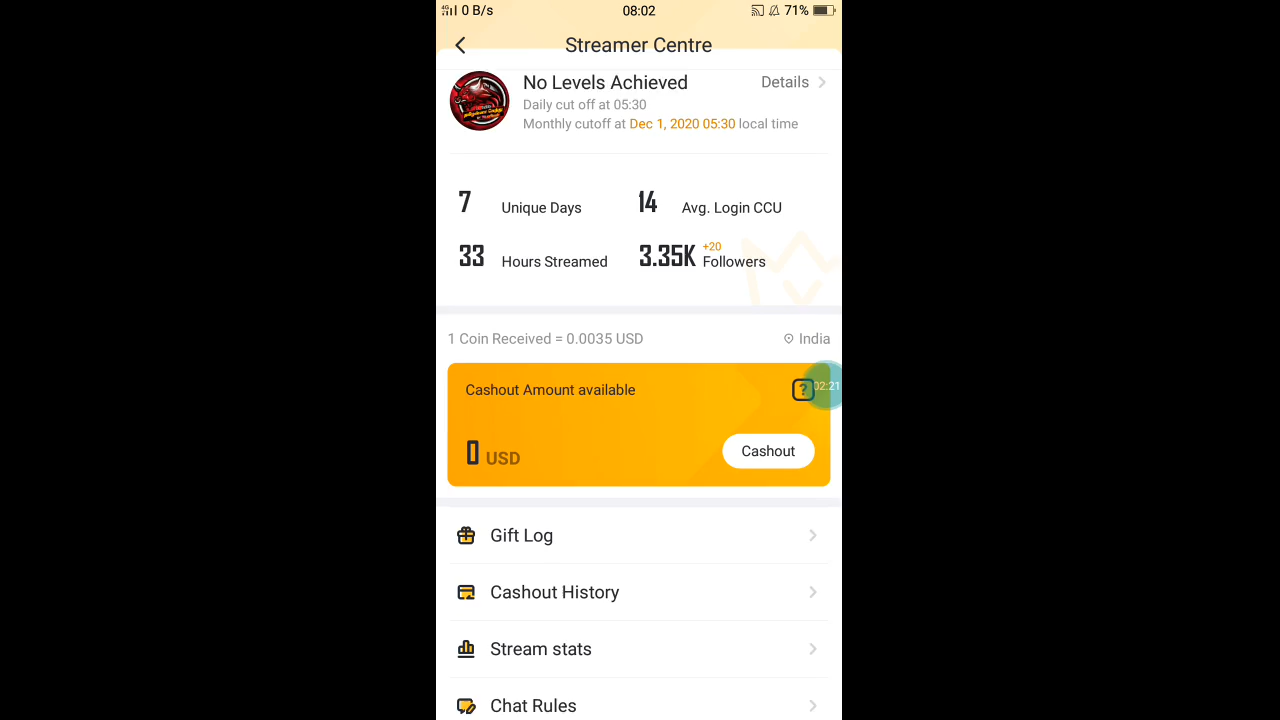 4G 0 B/s 08:02 71%
Streamer Centre
No Levels Achieved Details
Daily cut off at 05:30
Monthly cutoff at Dec 1, 2020 05:30 local time
7 Unique Days 14 Avg. Login CCU
33 Hours Streamed 3.35K +20 Followers
1 Coin Received = 0.0035 USD India
Cashout Amount available ? 02:21
0 USD Cashout
Gift Log
Cashout History
Stream stats
Chat Rules